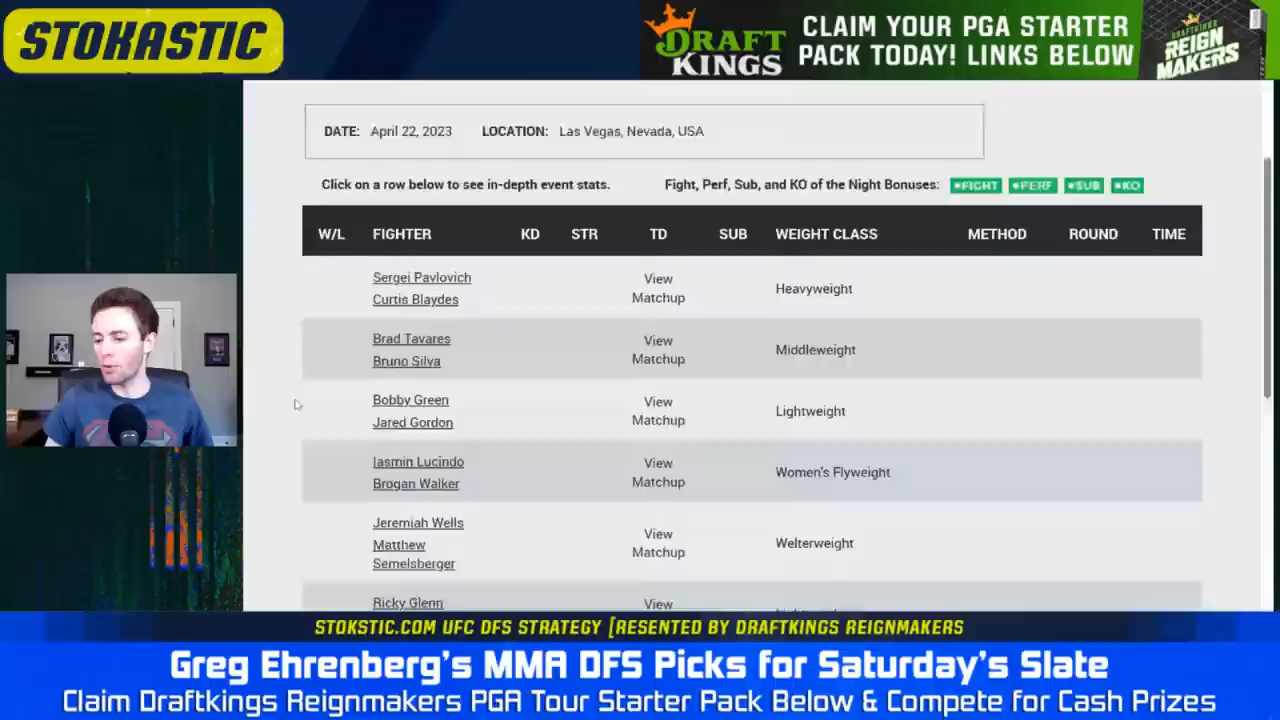 STOKASTIC
DRAFT
KINGS
CLAIM YOUR PGA STARTER
PACK TODAY! LINKS BELOW
DRAFTKINGS
REIGN
MAKERS
DATE: April 22, 2023 LOCATION: Las Vegas, Nevada, USA
Click on a row below to see in-depth event stats. Fight, Perf, Sub, and KO of the Night Bonuses: FIGHT PERF SUB KO
W/L FIGHTER KD STR TD SUB WEIGHT CLASS METHOD ROUND TIME
Sergei Pavlovich View
Curtis Blaydes Matchup Heavyweight
Brad Tavares View
Bruno Silva Matchup Middleweight
Bobby Green View
Jared Gordon Matchup Lightweight
Iasmin Lucindo View
Brogan Walker Matchup Women's Flyweight
Jeremiah Wells View
Matthew Matchup Welterweight
Semelsberger
Ricky Glenn View
STOKSTIC.COM UFC DFS STRATEGY [RESENTED BY DRAFTKINGS REIGNMAKERS
Greg Ehrenberg's MMA DFS Picks for Saturday's Slate
Claim Draftkings Reignmakers PGA Tour Starter Pack Below & Compete for Cash Prizes